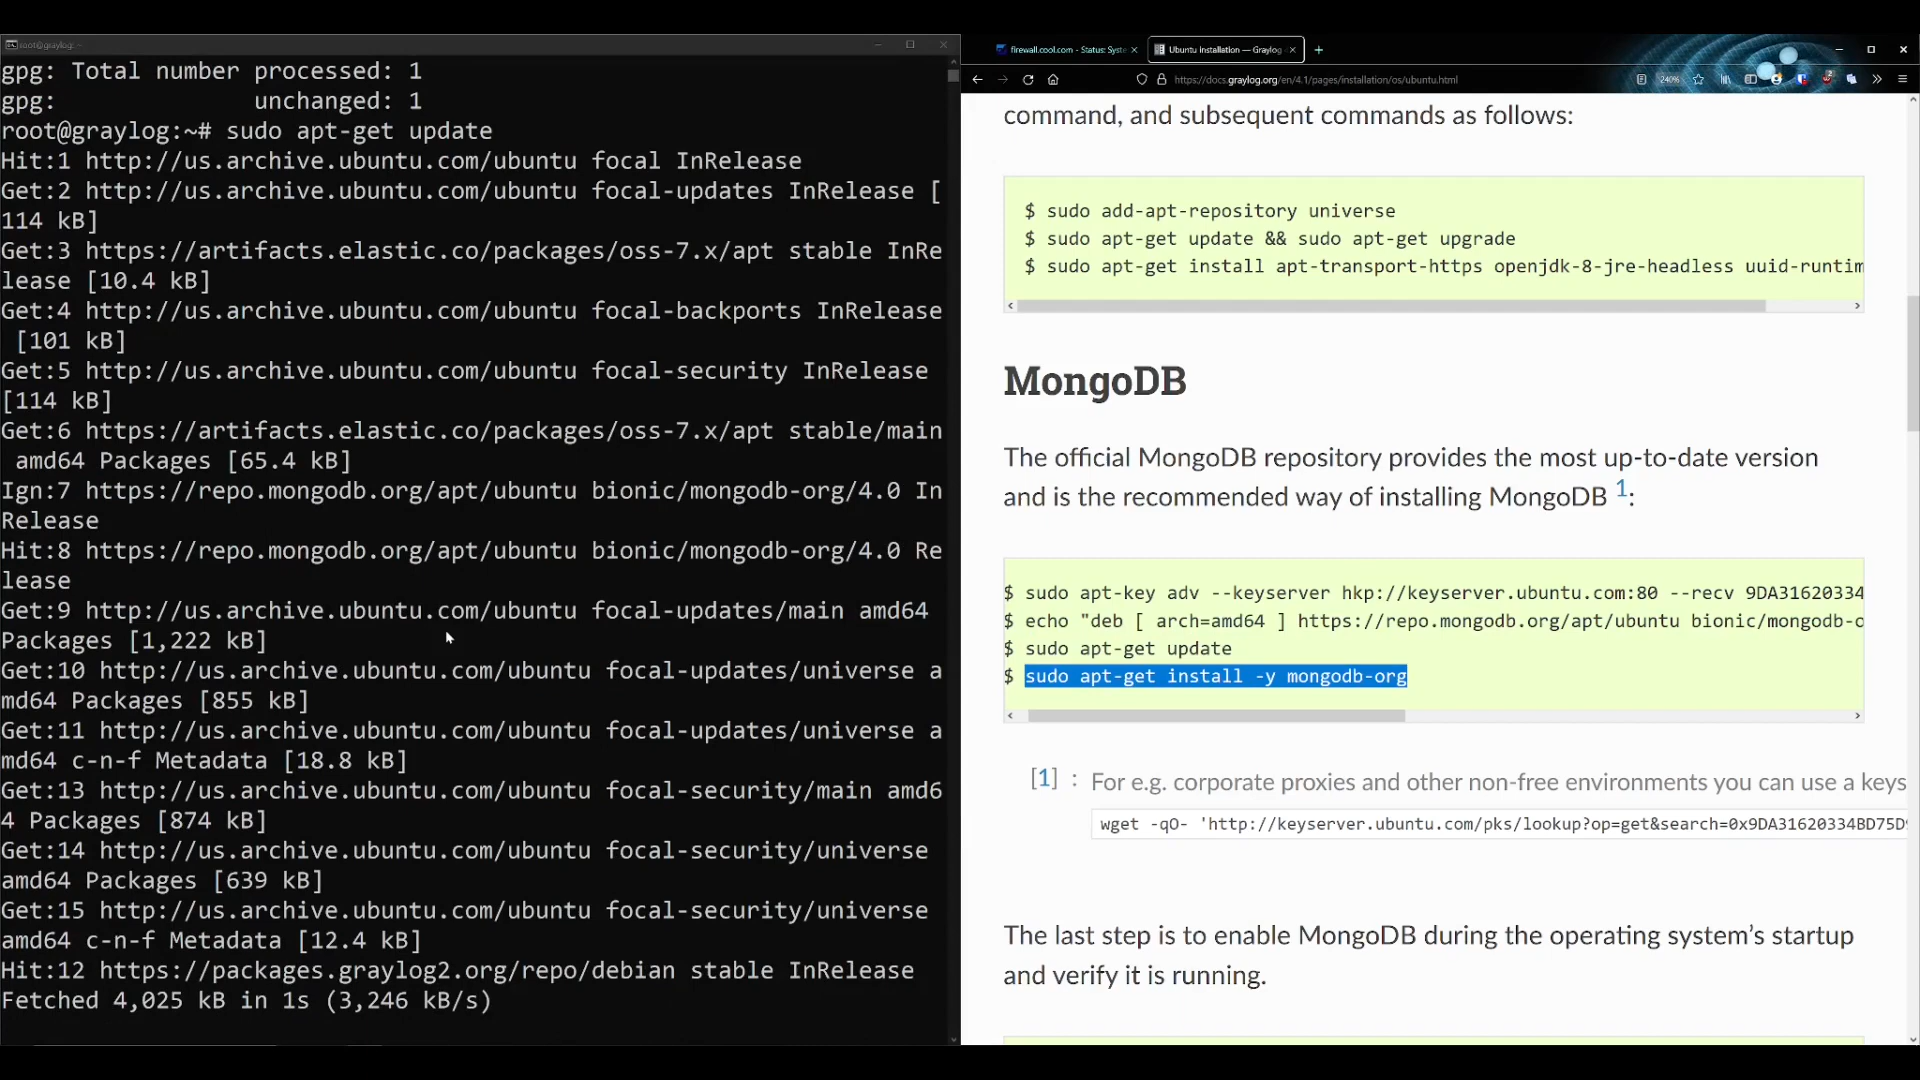 root@graylog: ~
gpg: Total number processed: 1
gpg:              unchanged: 1
root@graylog:~# sudo apt-get update
Hit:1 http://us.archive.ubuntu.com/ubuntu focal InRelease
Get:2 http://us.archive.ubuntu.com/ubuntu focal-updates InRelease [
114 kB]
Get:3 https://artifacts.elastic.co/packages/oss-7.x/apt stable InRe
lease [10.4 kB]
Get:4 http://us.archive.ubuntu.com/ubuntu focal-backports InRelease
 [101 kB]
Get:5 http://us.archive.ubuntu.com/ubuntu focal-security InRelease
[114 kB]
Get:6 https://artifacts.elastic.co/packages/oss-7.x/apt stable/main
 amd64 Packages [65.4 kB]
Ign:7 https://repo.mongodb.org/apt/ubuntu bionic/mongodb-org/4.0 In
Release
Hit:8 https://repo.mongodb.org/apt/ubuntu bionic/mongodb-org/4.0 Re
lease
Get:9 http://us.archive.ubuntu.com/ubuntu focal-updates/main amd64
Packages [1,222 kB]
Get:10 http://us.archive.ubuntu.com/ubuntu focal-updates/universe a
md64 Packages [855 kB]
Get:11 http://us.archive.ubuntu.com/ubuntu focal-updates/universe a
md64 c-n-f Metadata [18.8 kB]
Get:13 http://us.archive.ubuntu.com/ubuntu focal-security/main amd6
4 Packages [874 kB]
Get:14 http://us.archive.ubuntu.com/ubuntu focal-security/universe
amd64 Packages [639 kB]
Get:15 http://us.archive.ubuntu.com/ubuntu focal-security/universe
amd64 c-n-f Metadata [12.4 kB]
Hit:12 https://packages.graylog2.org/repo/debian stable InRelease
Fetched 4,025 kB in 1s (3,246 kB/s)
firewall.cool.com - Status: Syste
Ubuntu installation — Graylog
https://docs.graylog.org/en/4.1/pages/installation/os/ubuntu.html
240%
command, and subsequent commands as follows:
$ sudo add-apt-repository universe
$ sudo apt-get update && sudo apt-get upgrade
$ sudo apt-get install apt-transport-https openjdk-8-jre-headless uuid-runtim
MongoDB
The official MongoDB repository provides the most up-to-date version
and is the recommended way of installing MongoDB 1:
$ sudo apt-key adv --keyserver hkp://keyserver.ubuntu.com:80 --recv 9DA31620334
$ echo "deb [ arch=amd64 ] https://repo.mongodb.org/apt/ubuntu bionic/mongodb-o
$ sudo apt-get update
$ sudo apt-get install -y mongodb-org
[1] : For e.g. corporate proxies and other non-free environments you can use a keys
wget -qO- 'http://keyserver.ubuntu.com/pks/lookup?op=get&search=0x9DA31620334BD75D9
The last step is to enable MongoDB during the operating system's startup
and verify it is running.